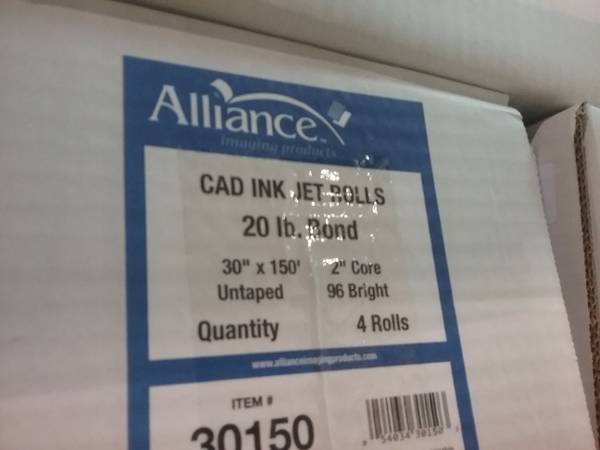 Alliance
Imaging products
CAD INK JET ROLLS
20 lb. Bond
30" x 150' 2" Core
Untaped 96 Bright
Quantity 4 Rolls
www.allianceimagingproducts.com
ITEM #
30150